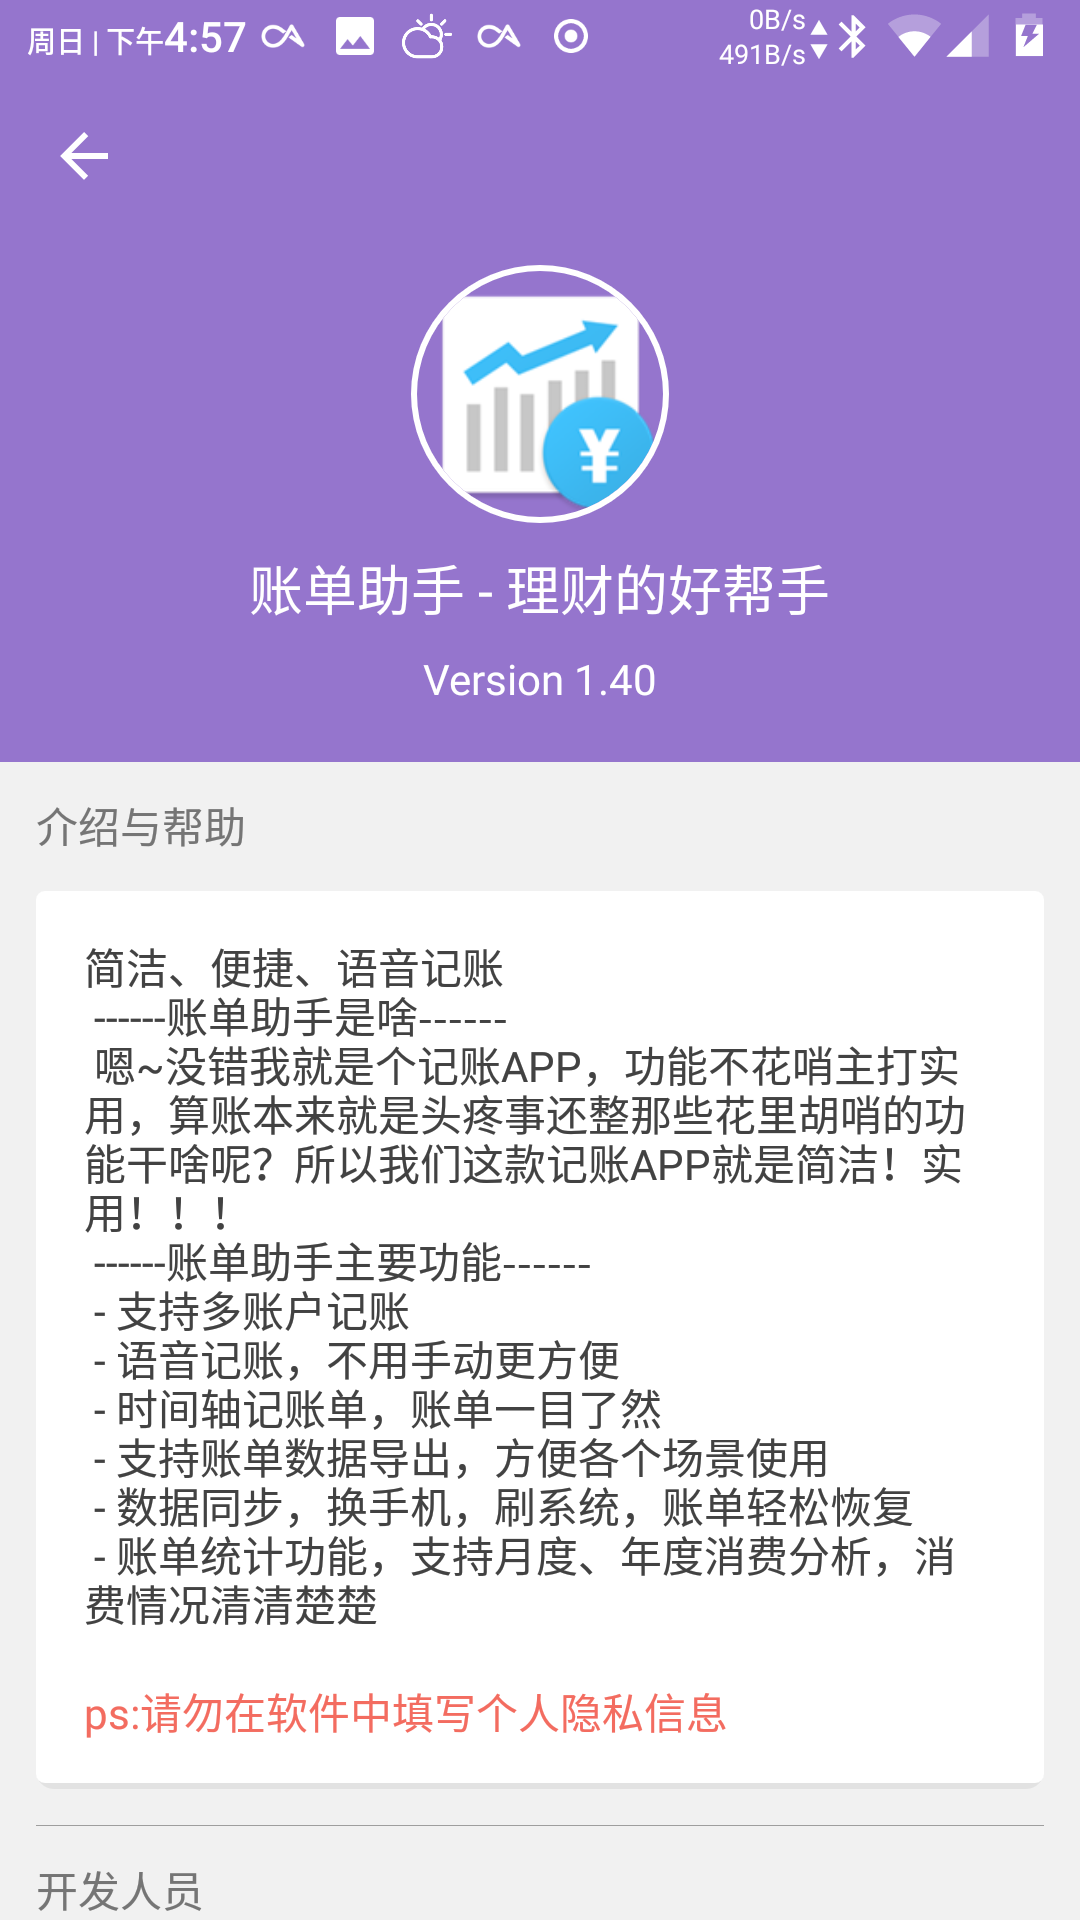 周日 | 下午4:57
0B/s
491B/s
¥
账单助手 - 理财的好帮手
Version 1.40
介绍与帮助
简洁、便捷、语音记账
------账单助手是啥------
嗯~没错我就是个记账APP，功能不花哨主打实
用，算账本来就是头疼事还整那些花里胡哨的功
能干啥呢？所以我们这款记账APP就是简洁！实
用！！！
------账单助手主要功能------
- 支持多账户记账
- 语音记账，不用手动更方便
- 时间轴记账单，账单一目了然
- 支持账单数据导出，方便各个场景使用
- 数据同步，换手机，刷系统，账单轻松恢复
- 账单统计功能，支持月度、年度消费分析，消
费情况清清楚楚
ps:请勿在软件中填写个人隐私信息
开发人员